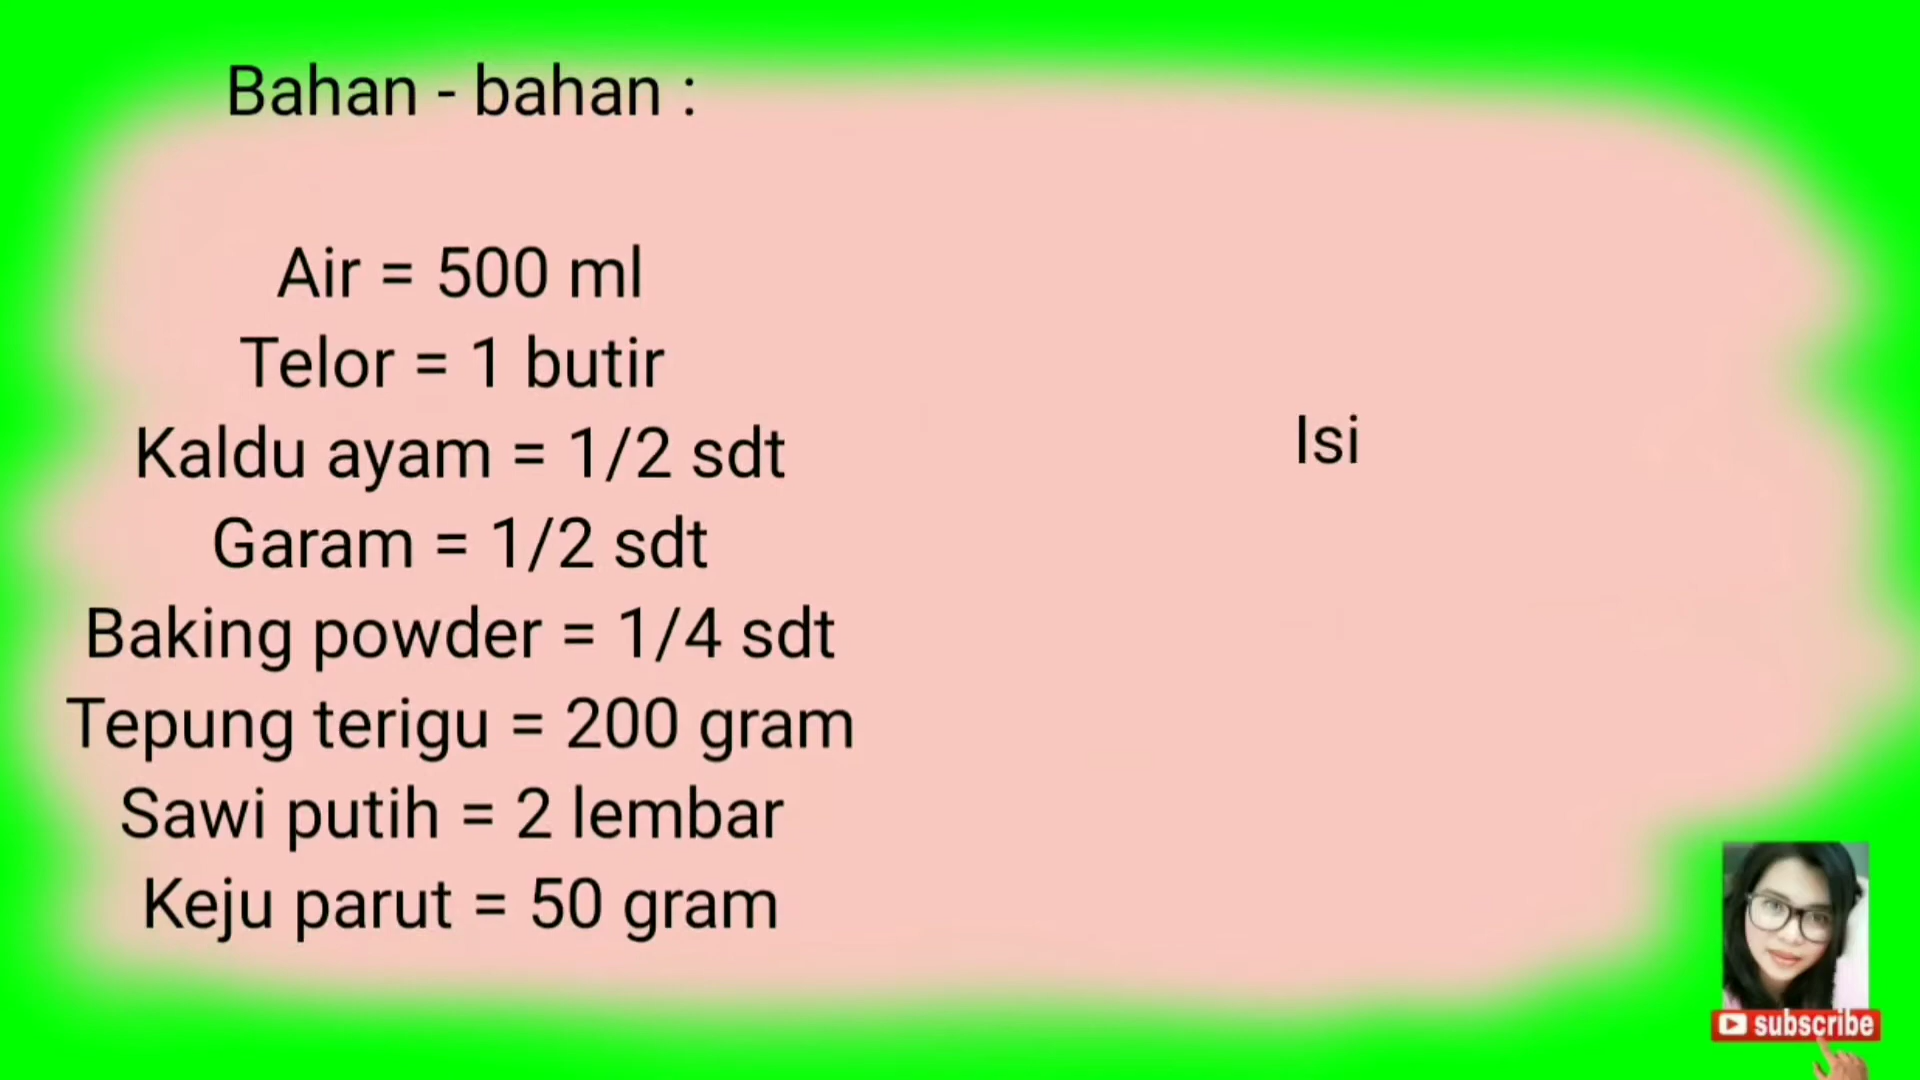 Bahan - bahan :
Air = 500 ml
Telor = 1 butir
Kaldu ayam = 1/2 sdt
Garam = 1/2 sdt
Baking powder = 1/4 sdt
Tepung terigu = 200 gram
Sawi putih = 2 lembar
Keju parut = 50 gram
Isi
subscribe